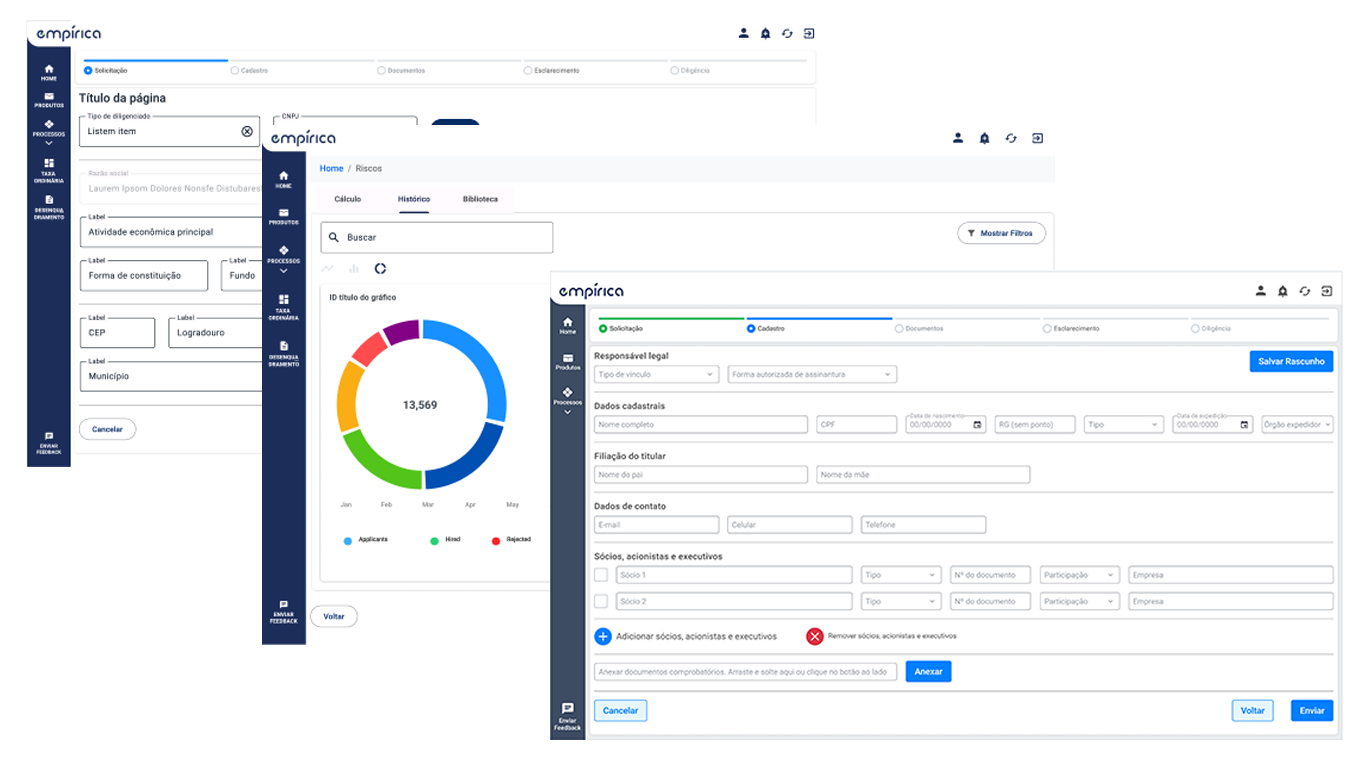 empírica
Solicitação
Cadastro
Documentos
Esclarecimento
Diligência
HOME
PRODUTOS
PROCESSOS
TAXA
ORDINÁRIA
DESENQUA
DRAMENTO
ENVIAR
FEEDBACK
Título da página
Tipo de diligenciado
Listem item
CNPJ
Razão social
Laurem Ipsom Dolores Nonsfe Distubares
Label
Atividade econômica principal
Label
Forma de constituição
Label
Fundo
Label
CEP
Label
Logradouro
Label
Município
Cancelar
empírica
HOME
PRODUTOS
PROCESSOS
TAXA
ORDINÁRIA
DESENQUA
DRAMENTO
ENVIAR
FEEDBACK
Home / Riscos
Cálculo
Histórico
Biblioteca
Buscar
Mostrar Filtros
ID título do gráfico
13,569
Jan
Feb
Mar
Apr
May
Applicants
Hired
Rejected
Voltar
empírica
Home
Produtos
Processos
Enviar
Feedback
Solicitação
Cadastro
Documentos
Esclarecimento
Diligência
Responsável legal
Salvar Rascunho
Tipo de vínculo
Forma autorizada de assinantura
Dados cadastrais
Nome completo
CPF
Data de nascimento
00/00/0000
RG (sem ponto)
Tipo
Data de expedição
00/00/0000
Órgão expedidor
Filiação do titular
Nome do pai
Nome da mãe
Dados de contato
E-mail
Celular
Telefone
Sócios, acionistas e executivos
Sócio 1
Tipo
Nº do documento
Participação
Empresa
Sócio 2
Tipo
Nº do documento
Participação
Empresa
Adicionar sócios, acionistas e executivos
Remover sócios, acionistas e executivos
Anexar documentos comprobatórios. Arraste e solte aqui ou clique no botão ao lado
Anexar
Cancelar
Voltar
Enviar